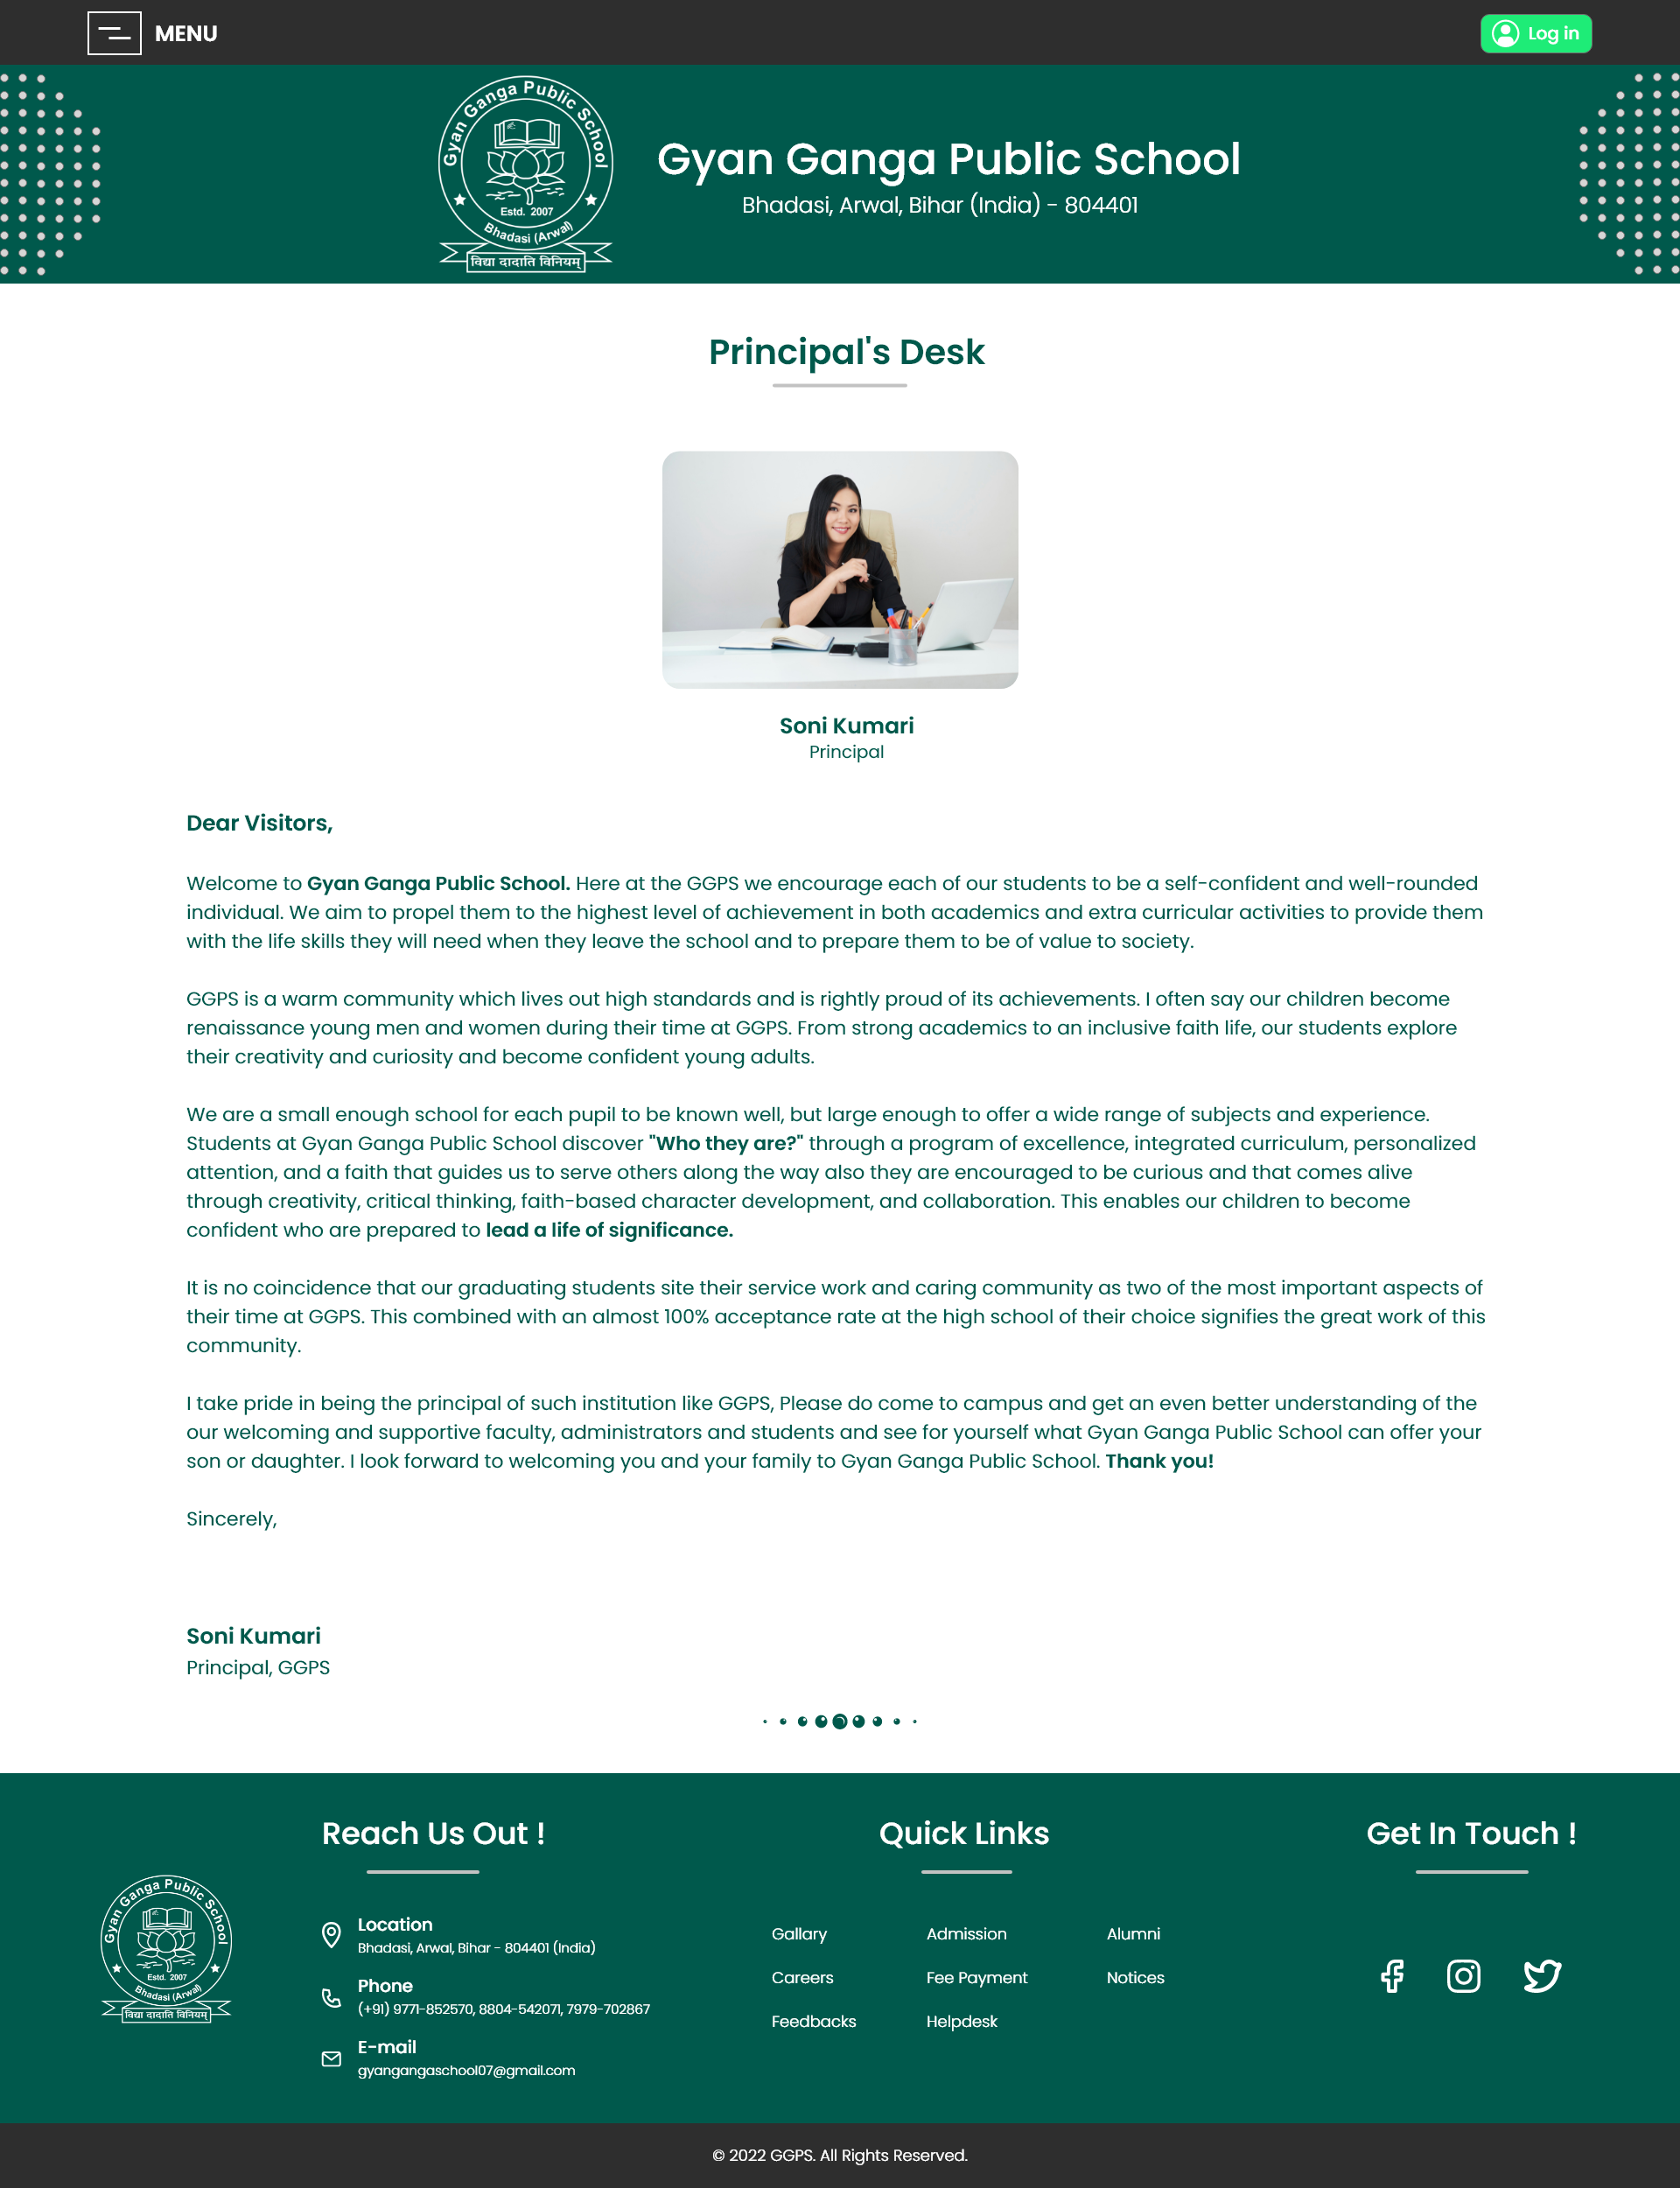 MENU
Log in
Gyan Ganga Public School
Estd. 2007
Bhadasi (Arwal)
विद्या दादाति विनियम्
Gyan Ganga Public School
Bhadasi, Arwal, Bihar (India) - 804401
Principal's Desk
Soni Kumari
Principal
Dear Visitors,
Welcome to Gyan Ganga Public School. Here at the GGPS we encourage each of our students to be a self-confident and well-rounded
individual. We aim to propel them to the highest level of achievement in both academics and extra curricular activities to provide them
with the life skills they will need when they leave the school and to prepare them to be of value to society.
GGPS is a warm community which lives out high standards and is rightly proud of its achievements. I often say our children become
renaissance young men and women during their time at GGPS. From strong academics to an inclusive faith life, our students explore
their creativity and curiosity and become confident young adults.
We are a small enough school for each pupil to be known well, but large enough to offer a wide range of subjects and experience.
Students at Gyan Ganga Public School discover "Who they are?" through a program of excellence, integrated curriculum, personalized
attention, and a faith that guides us to serve others along the way also they are encouraged to be curious and that comes alive
through creativity, critical thinking, faith-based character development, and collaboration. This enables our children to become
confident who are prepared to lead a life of significance.
It is no coincidence that our graduating students site their service work and caring community as two of the most important aspects of
their time at GGPS. This combined with an almost 100% acceptance rate at the high school of their choice signifies the great work of this
community.
I take pride in being the principal of such institution like GGPS, Please do come to campus and get an even better understanding of the
our welcoming and supportive faculty, administrators and students and see for yourself what Gyan Ganga Public School can offer your
son or daughter. I look forward to welcoming you and your family to Gyan Ganga Public School. Thank you!
Sincerely,
Soni Kumari
Principal, GGPS
Gyan Ganga Public School
Estd. 2007
Bhadasi (Arwal)
विद्या दादाति विनियम्
Reach Us Out !
Location
Bhadasi, Arwal, Bihar - 804401 (India)
Phone
(+91) 9771-852570, 8804-542071, 7979-702867
E-mail
gyangangaschool07@gmail.com
Quick Links
Gallary Admission Alumni
Careers Fee Payment Notices
Feedbacks Helpdesk
Get In Touch !
© 2022 GGPS. All Rights Reserved.